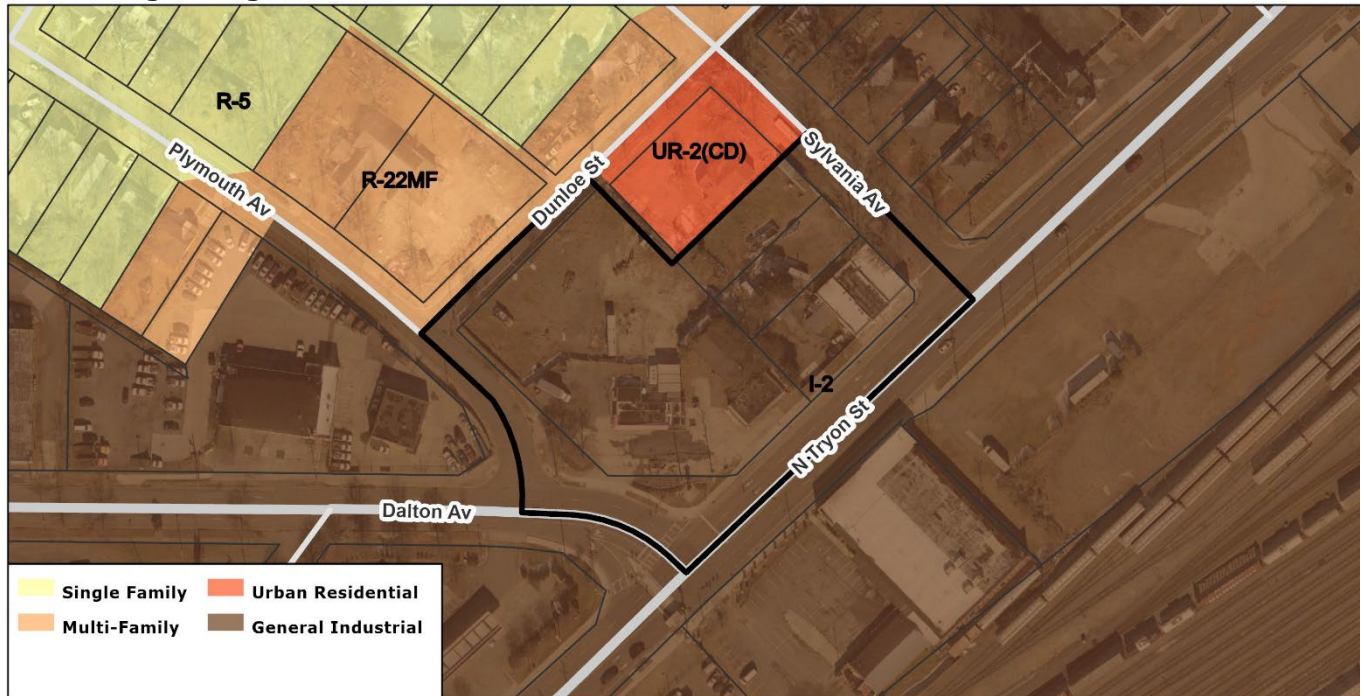 R-5
UR-2(CD)
Sylvania Av
Plymouth Av
R-22MF
Dunloe St
I-2
N Tryon St
Dalton Av
Single Family
Urban Residential
Multi-Family
General Industrial